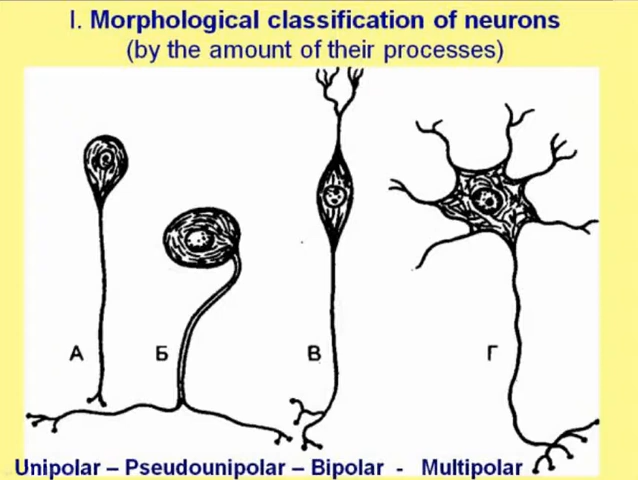 I. Morphological classification of neurons
(by the amount of their processes)
А Б В Г
Unipolar – Pseudounipolar – Bipolar - Multipolar